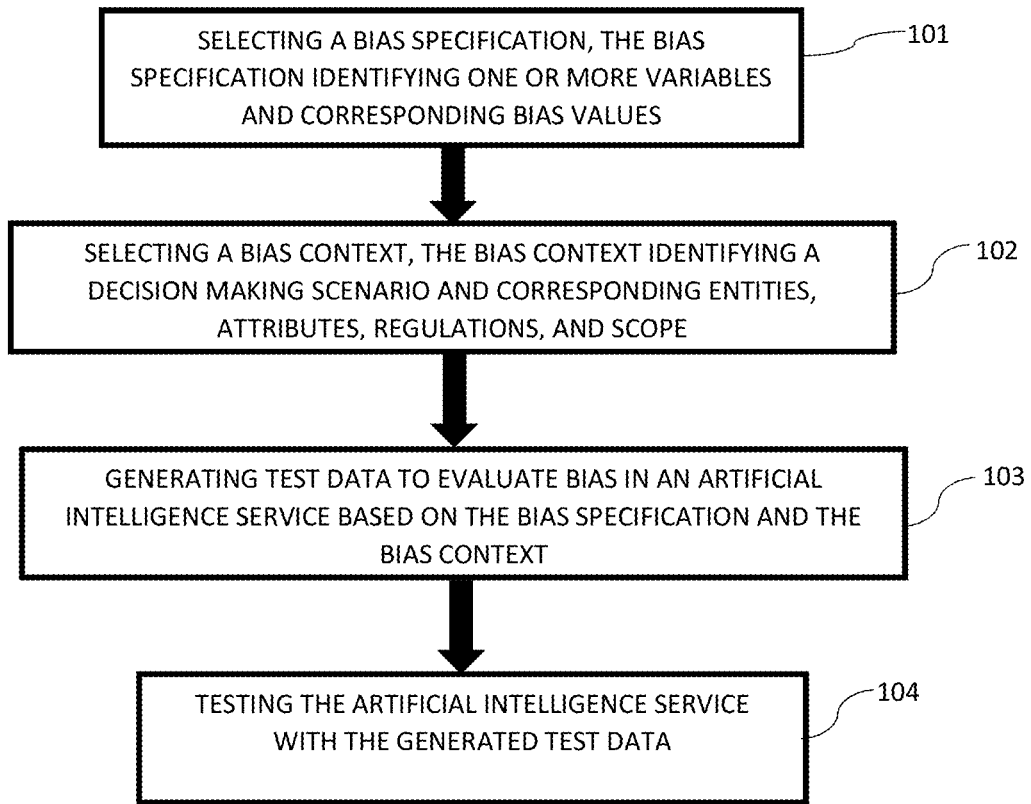 SELECTING A BIAS SPECIFICATION, THE BIAS
SPECIFICATION IDENTIFYING ONE OR MORE VARIABLES
AND CORRESPONDING BIAS VALUES
101
SELECTING A BIAS CONTEXT, THE BIAS CONTEXT IDENTIFYING A
DECISION MAKING SCENARIO AND CORRESPONDING ENTITIES,
ATTRIBUTES, REGULATIONS, AND SCOPE
102
GENERATING TEST DATA TO EVALUATE BIAS IN AN ARTIFICIAL
INTELLIGENCE SERVICE BASED ON THE BIAS SPECIFICATION AND THE
BIAS CONTEXT
103
TESTING THE ARTIFICIAL INTELLIGENCE SERVICE
WITH THE GENERATED TEST DATA
104